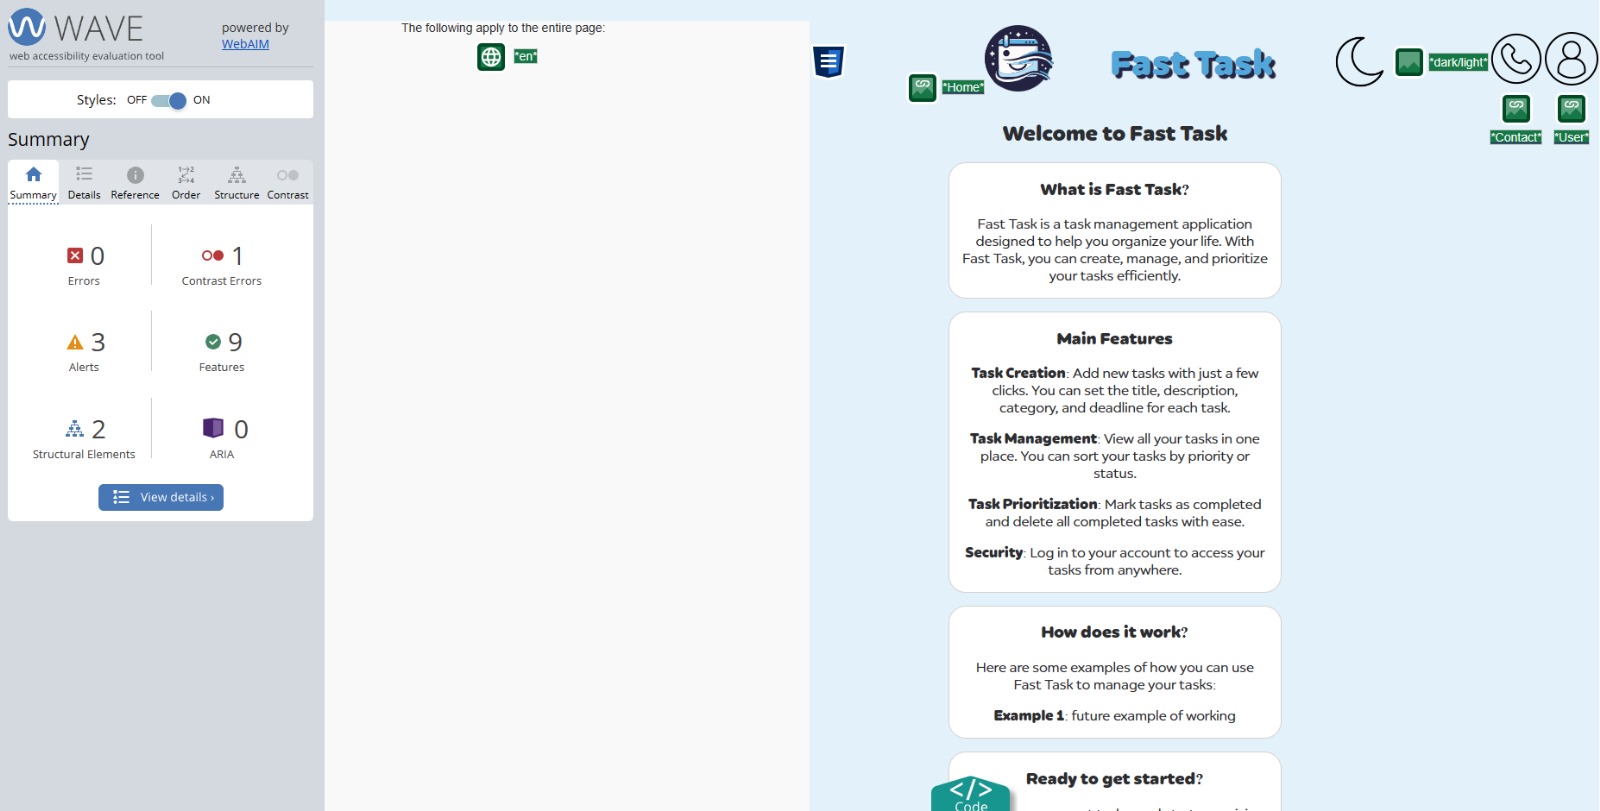 WAVE
web accessibility evaluation tool
powered by
WebAIM
Styles: OFF ON
Summary
Summary Details Reference Order Structure Contrast
0
Errors
1
Contrast Errors
3
Alerts
9
Features
2
Structural Elements
0
ARIA
View details ›
The following apply to the entire page:
*en*
*Home*
Fast Task
*dark/light*
*Contact*
*User*
Welcome to Fast Task
What is Fast Task?
Fast Task is a task management application
designed to help you organize your life. With
Fast Task, you can create, manage, and prioritize
your tasks efficiently.
Main Features
Task Creation: Add new tasks with just a few
clicks. You can set the title, description,
category, and deadline for each task.
Task Management: View all your tasks in one
place. You can sort your tasks by priority or
status.
Task Prioritization: Mark tasks as completed
and delete all completed tasks with ease.
Security: Log in to your account to access your
tasks from anywhere.
How does it work?
Here are some examples of how you can use
Fast Task to manage your tasks:
Example 1: future example of working
Ready to get started?
</> Code